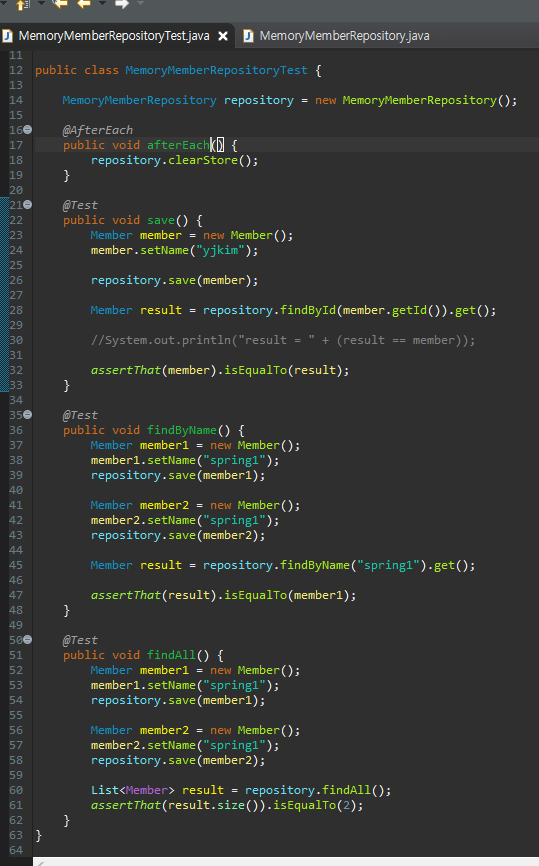 MemoryMemberRepositoryTest.java MemoryMemberRepository.java
11
12 public class MemoryMemberRepositoryTest {
13
14 MemoryMemberRepository repository = new MemoryMemberRepository();
15
16 @AfterEach
17 public void afterEach() {
18 repository.clearStore();
19 }
20
21 @Test
22 public void save() {
23 Member member = new Member();
24 member.setName("yjkim");
25
26 repository.save(member);
27
28 Member result = repository.findById(member.getId()).get();
29
30 //System.out.println("result = " + (result == member));
31
32 assertThat(member).isEqualTo(result);
33 }
34
35 @Test
36 public void findByName() {
37 Member member1 = new Member();
38 member1.setName("spring1");
39 repository.save(member1);
40
41 Member member2 = new Member();
42 member2.setName("spring1");
43 repository.save(member2);
44
45 Member result = repository.findByName("spring1").get();
46
47 assertThat(result).isEqualTo(member1);
48 }
49
50 @Test
51 public void findAll() {
52 Member member1 = new Member();
53 member1.setName("spring1");
54 repository.save(member1);
55
56 Member member2 = new Member();
57 member2.setName("spring1");
58 repository.save(member2);
59
60 List<Member> result = repository.findAll();
61 assertThat(result.size()).isEqualTo(2);
62 }
63 }
64